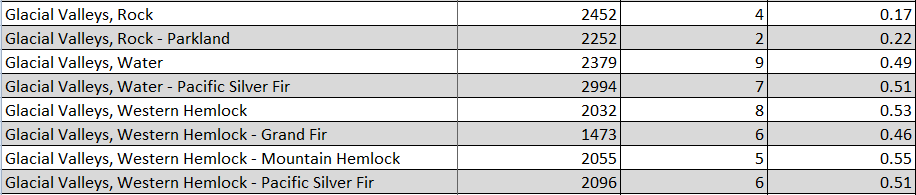 Glacial Valleys, Rock 2452 4 0.17
Glacial Valleys, Rock - Parkland 2252 2 0.22
Glacial Valleys, Water 2379 9 0.49
Glacial Valleys, Water - Pacific Silver Fir 2994 7 0.51
Glacial Valleys, Western Hemlock 2032 8 0.53
Glacial Valleys, Western Hemlock - Grand Fir 1473 6 0.46
Glacial Valleys, Western Hemlock - Mountain Hemlock 2055 5 0.55
Glacial Valleys, Western Hemlock - Pacific Silver Fir 2096 6 0.51